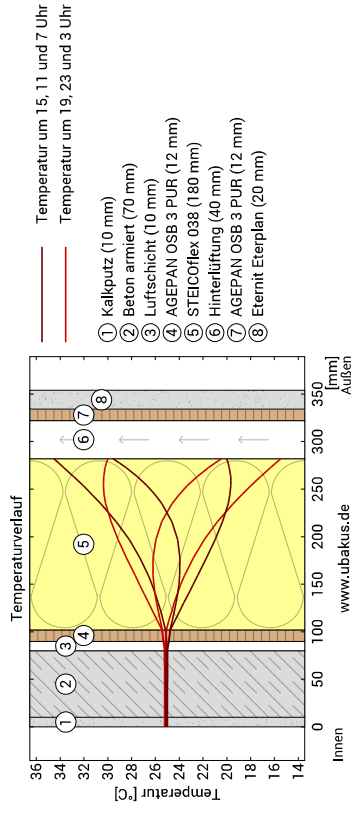 Temperaturverlauf
Temperatur [°C]
36
34
32
30
28
26
24
22
20
18
16
14
1
2
3
4
5
6
7
8
0
50
100
150
200
250
300
350
[mm]
Innen
www.ubakus.de
Außen
Temperatur um 15, 11 und 7 Uhr
Temperatur um 19, 23 und 3 Uhr
1 Kalkputz (10 mm)
2 Beton armiert (70 mm)
3 Luftschicht (10 mm)
4 AGEPAN OSB 3 PUR (12 mm)
5 STEICOflex 038 (180 mm)
6 Hinterlüftung (40 mm)
7 AGEPAN OSB 3 PUR (12 mm)
8 Eternit Eterplan (20 mm)